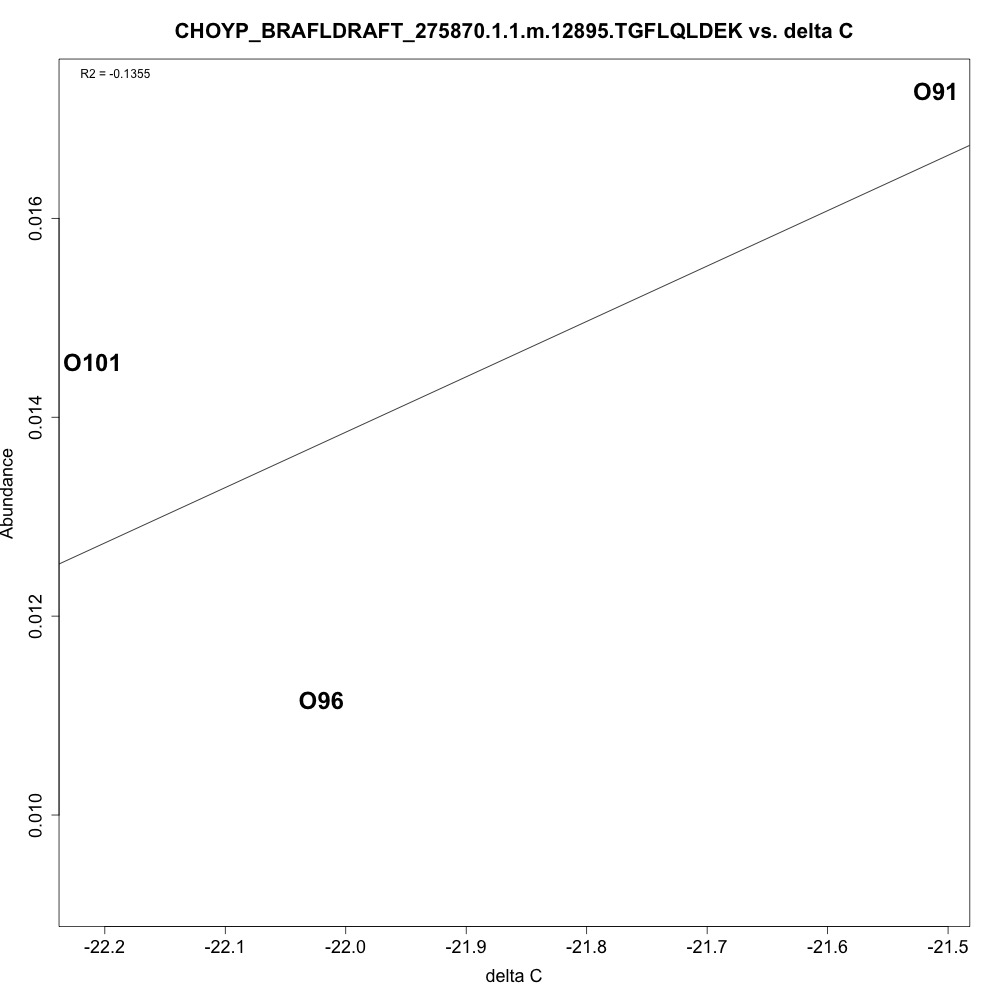 CHOYP_BRAFLDRAFT_275870.1.1.m.12895.TGFLQLDEK vs. delta C
R2 = -0.1355
O91
0.016
O101
0.014
Abundance
0.012
O96
0.010
-22.2 -22.1 -22.0 -21.9 -21.8 -21.7 -21.6 -21.5
delta C